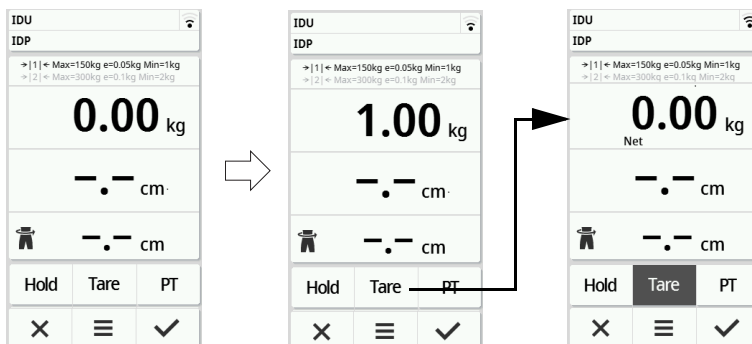 IDU
IDP
→|1|← Max=150kg e=0.05kg Min=1kg
→|2|← Max=300kg e=0.1kg Min=2kg
0.00 kg
-.- cm
-.- cm
Hold Tare PT
IDU
IDP
→|1|← Max=150kg e=0.05kg Min=1kg
→|2|← Max=300kg e=0.1kg Min=2kg
1.00 kg
-.- cm
-.- cm
Hold Tare PT
IDU
IDP
→|1|← Max=150kg e=0.05kg Min=1kg
→|2|← Max=300kg e=0.1kg Min=2kg
0.00 kg
Net
-.- cm
-.- cm
Hold Tare PT